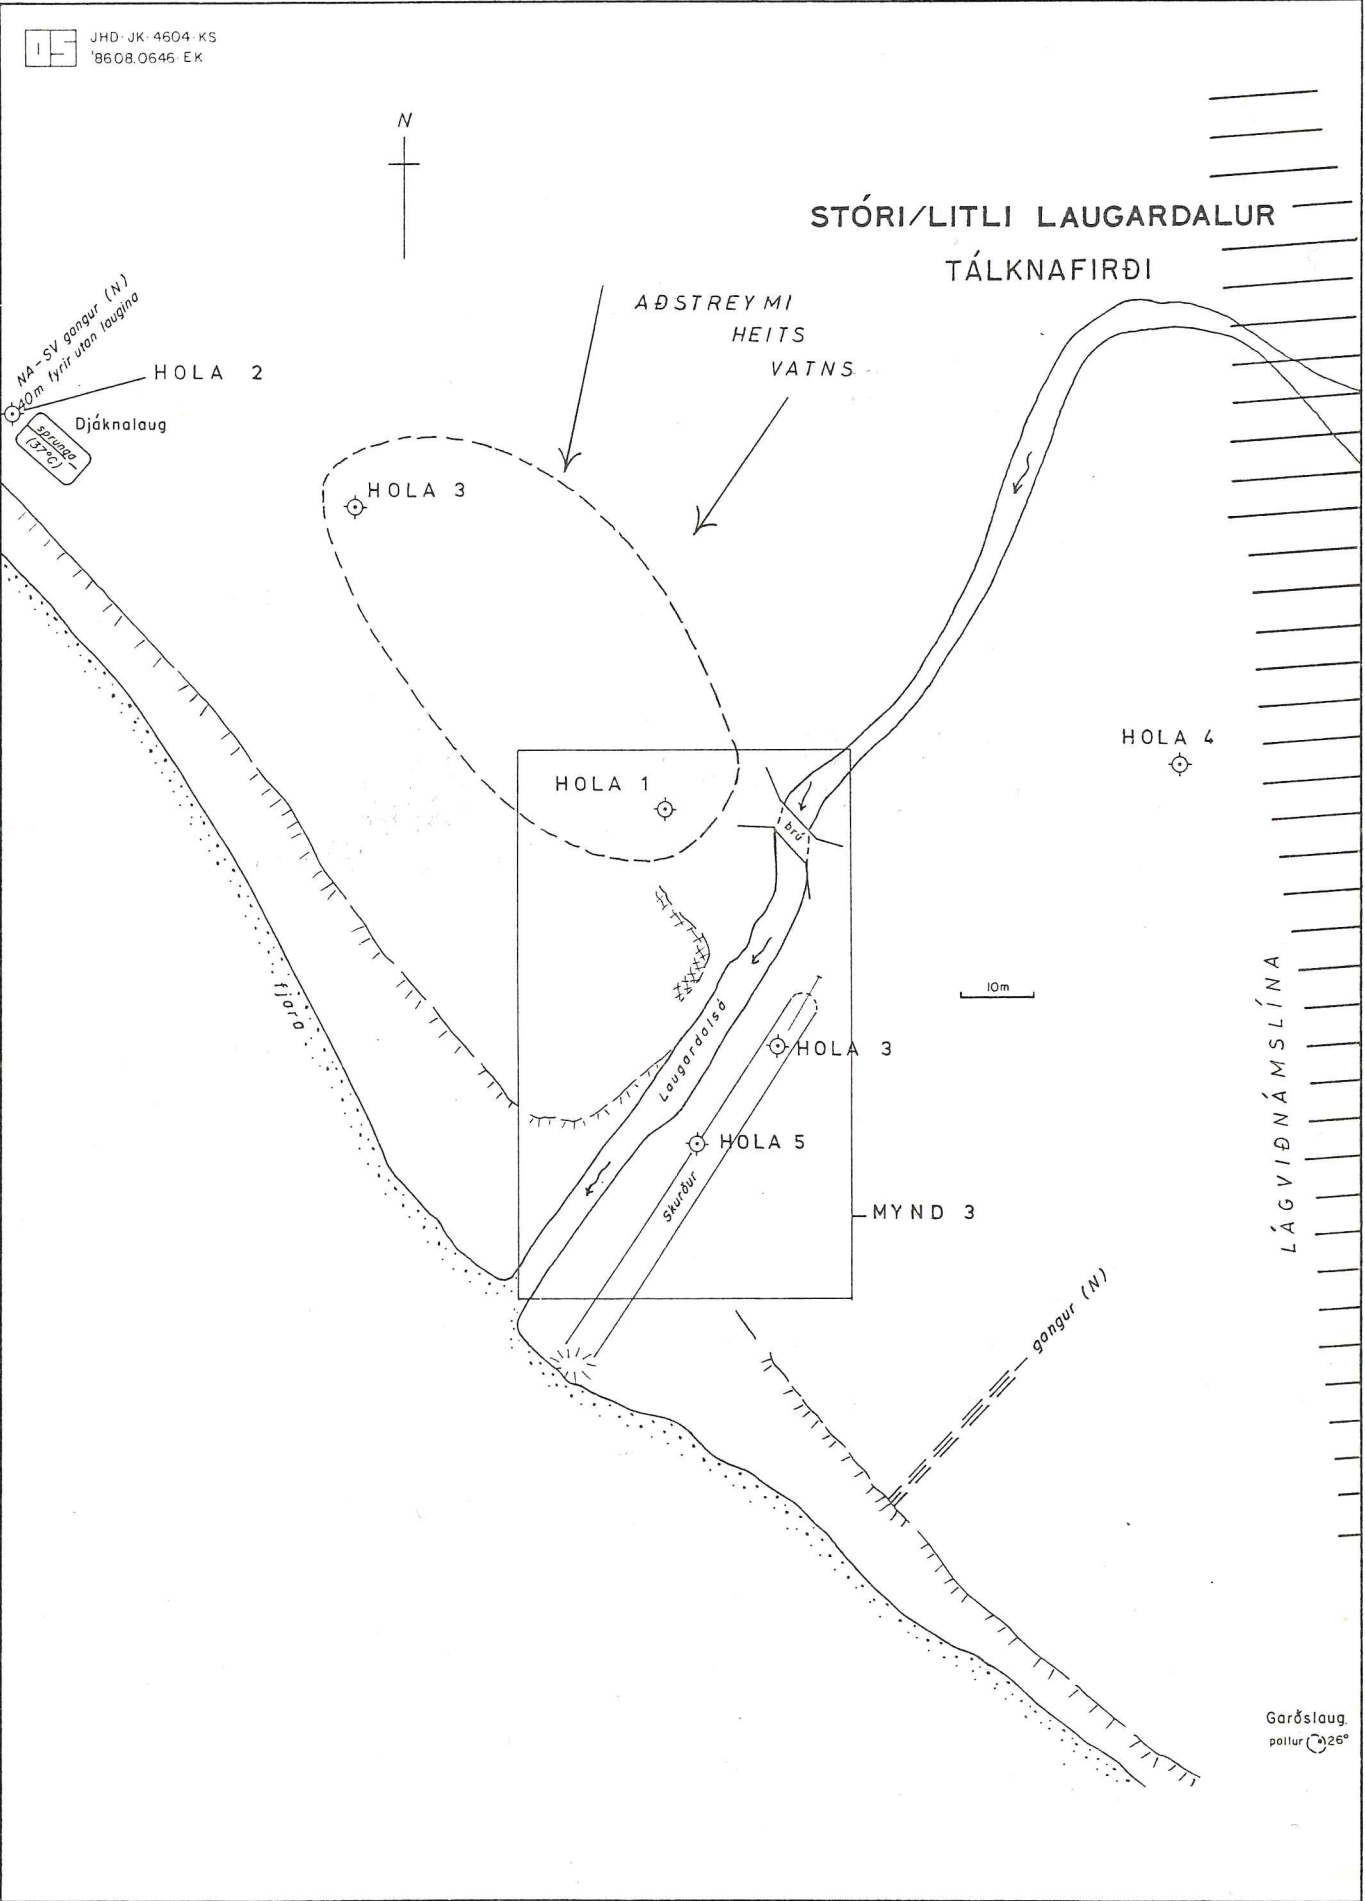 OS
JHD·JK·4604·KS
'8608.0646·EK
N
STÓRI/LITLI LAUGARDALUR
TÁLKNAFIRÐI
AÐSTREYMI
HEITS
VATNS
NA-SV gangur (N)
40m fyrir utan laugina
HOLA 2
Djáknalaug
sprunga
(37°C)
HOLA 3
HOLA 4
HOLA 1
brú
fjara
10m
Laugardalsá
HOLA 3
HOLA 5
Skurður
MYND 3
LÁGVIÐNÁMSLÍNA
gangur (N)
Garðslaug.
pollur 26°